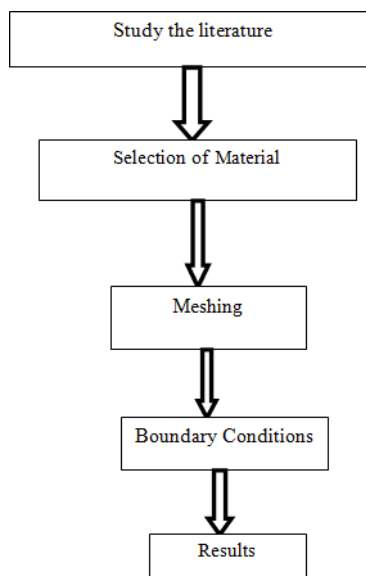 Study the literature
Selection of Material
Meshing
Boundary Conditions
Results